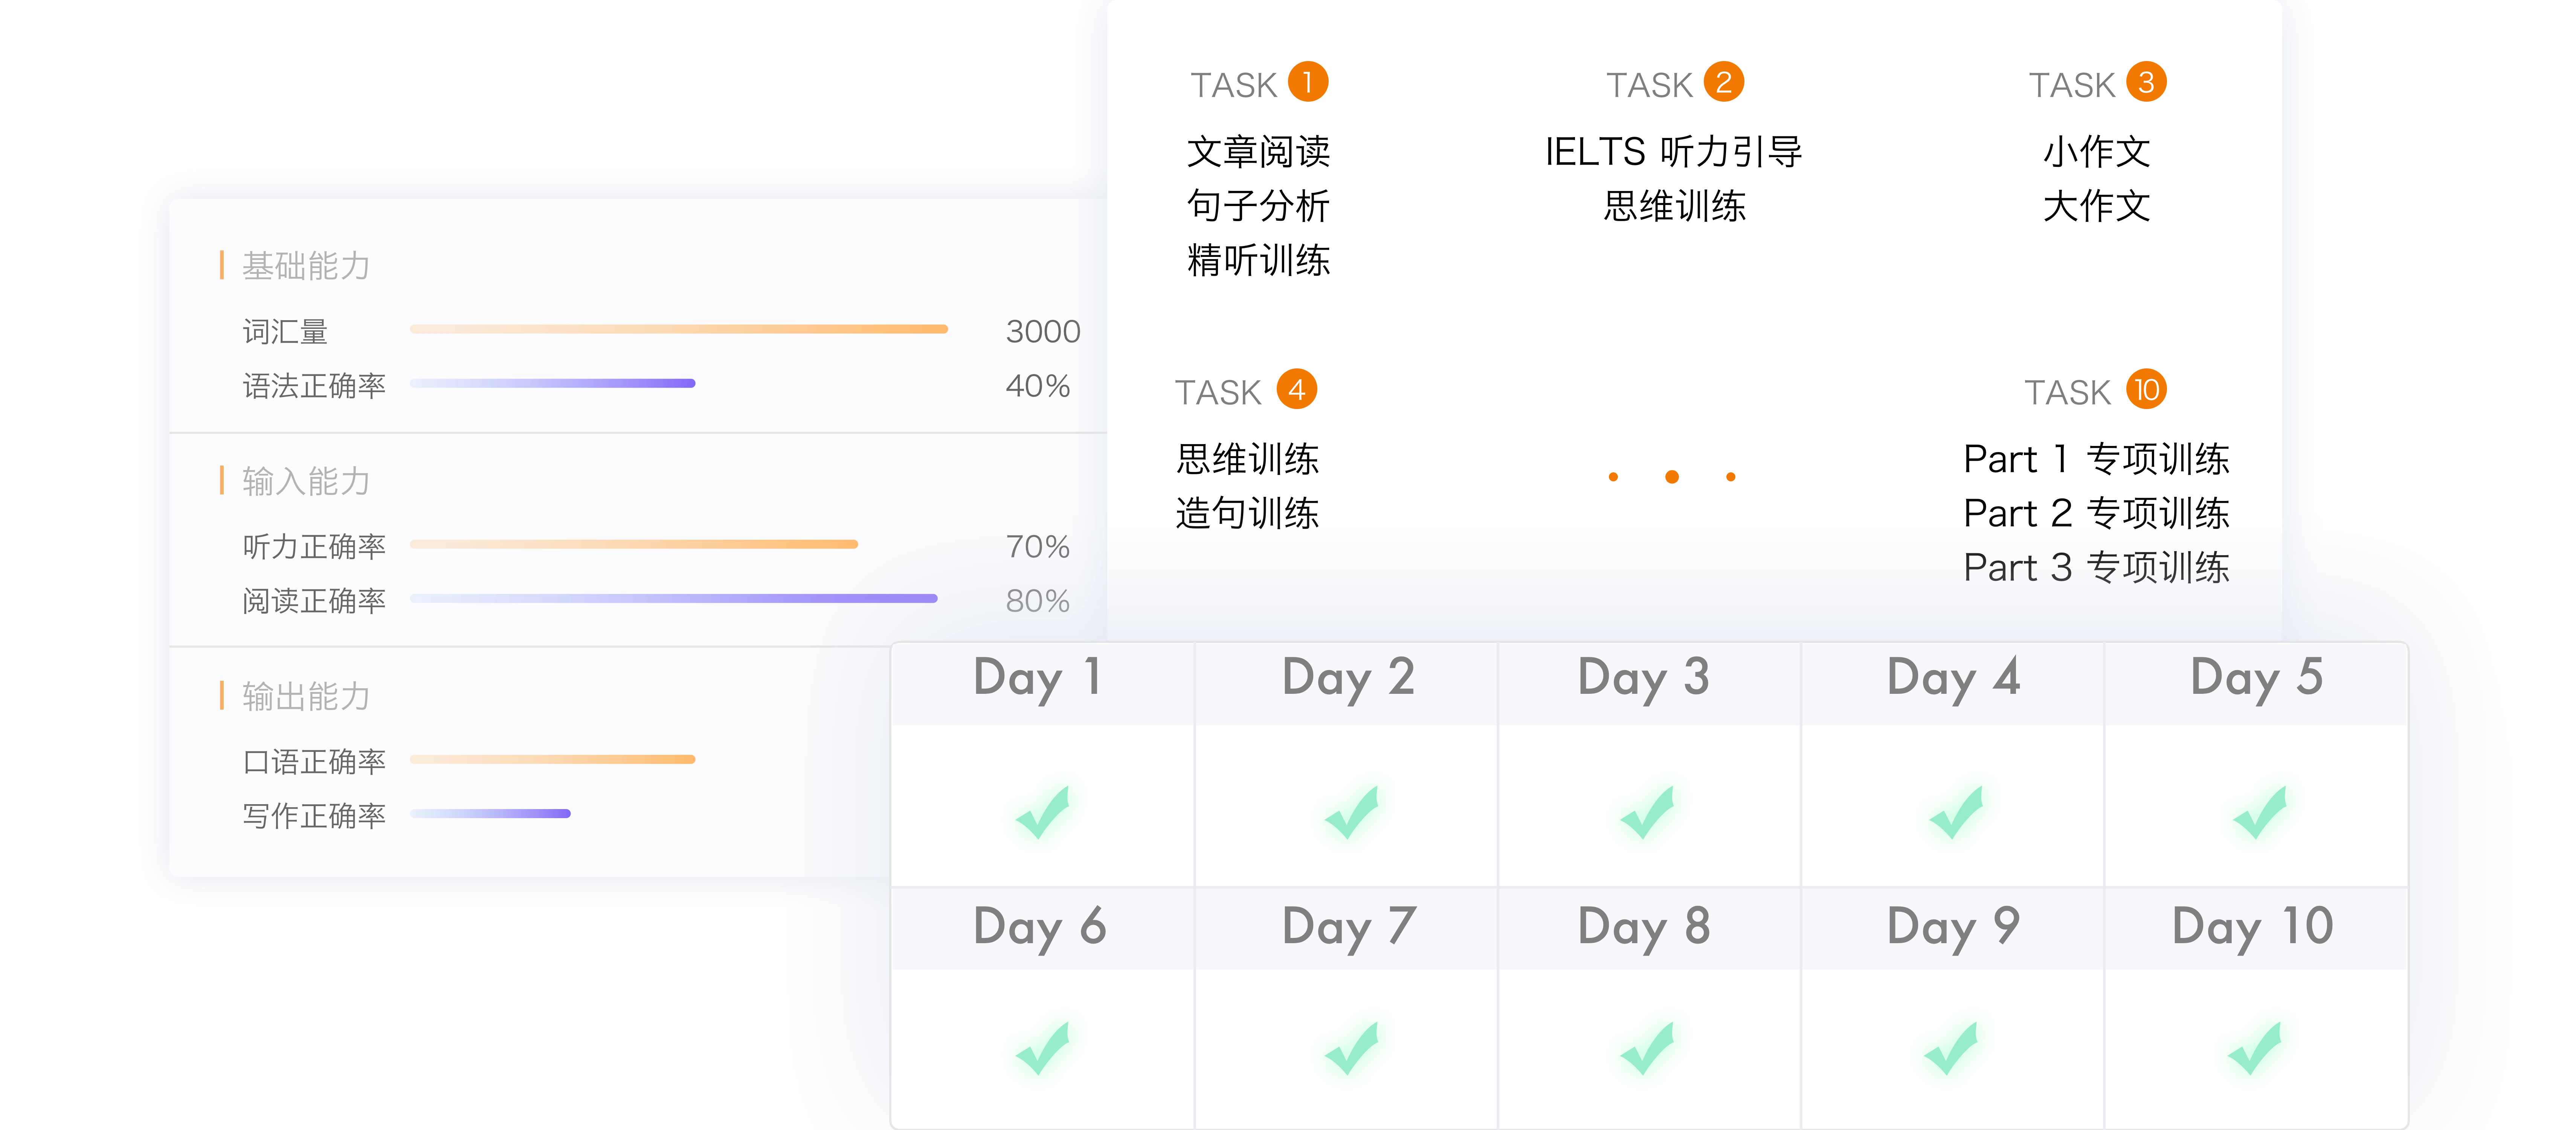 基础能力
词汇量 3000
语法正确率 40%
输入能力
听力正确率 70%
阅读正确率 80%
输出能力
口语正确率
写作正确率
TASK 1
文章阅读
句子分析
精听训练
TASK 2
IELTS 听力引导
思维训练
TASK 3
小作文
大作文
TASK 4
思维训练
造句训练
TASK 10
Part 1 专项训练
Part 2 专项训练
Part 3 专项训练
Day 1 Day 2 Day 3 Day 4 Day 5
Day 6 Day 7 Day 8 Day 9 Day 10